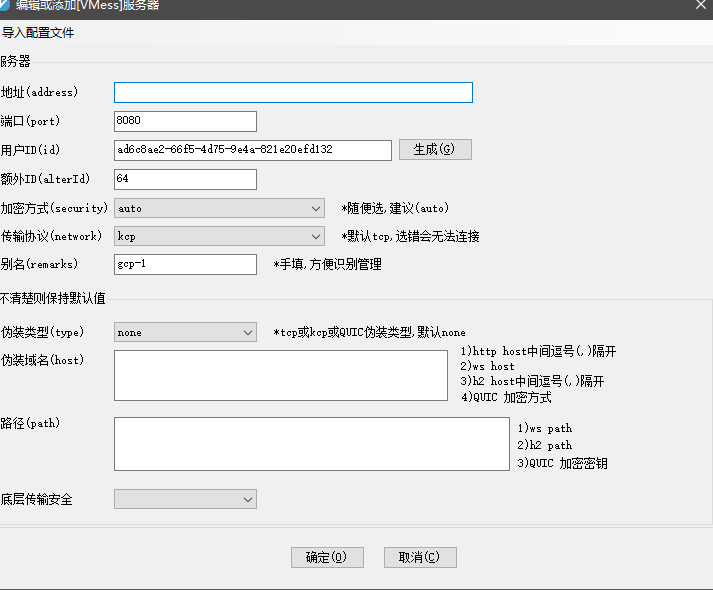 编辑或添加[VMess]服务器
导入配置文件
服务器
地址(address)
端口(port) 8080
用户ID(id) ad6c8ae2-66f5-4d75-9e4a-821e20efd132 生成(G)
额外ID(alterId) 64
加密方式(security) auto *随便选,建议(auto)
传输协议(network) kcp *默认tcp,选错会无法连接
别名(remarks) gcp-1 *手填,方便识别管理
不清楚则保持默认值
伪装类型(type) none *tcp或kcp或QUIC伪装类型,默认none
伪装域名(host) 1)http host中间逗号(,)隔开
2)ws host
3)h2 host中间逗号(,)隔开
4)QUIC 加密方式
路径(path) 1)ws path
2)h2 path
3)QUIC 加密密钥
底层传输安全
确定(O) 取消(C)